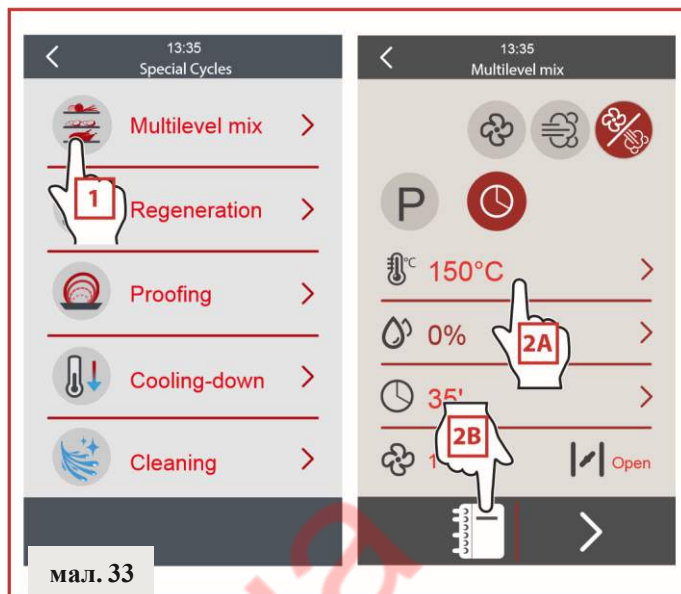 13:35
Special Cycles
Multilevel mix
1
Regeneration
Proofing
Cooling-down
Cleaning
13:35
Multilevel mix
P
°C 150°C
2A
0%
35'
2B
1
Open
мал. 33